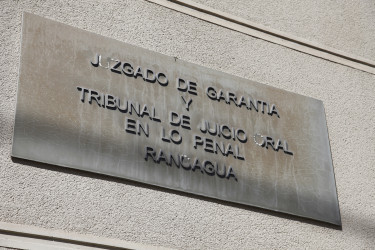 JUZGADO DE GARANTIA
Y
TRIBUNAL DE JUICIO ORAL
EN LO PENAL
RANCAGUA